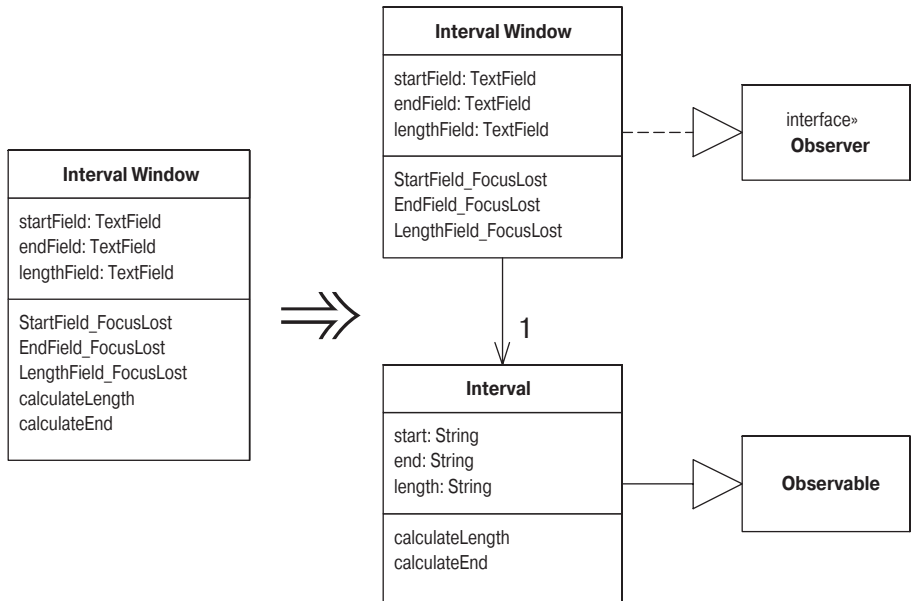 Interval Window
startField: TextField
endField: TextField
lengthField: TextField
StartField_FocusLost
EndField_FocusLost
LengthField_FocusLost
calculateLength
calculateEnd
Interval Window
startField: TextField
endField: TextField
lengthField: TextField
StartField_FocusLost
EndField_FocusLost
LengthField_FocusLost
interface»
Observer
1
Interval
start: String
end: String
length: String
calculateLength
calculateEnd
Observable